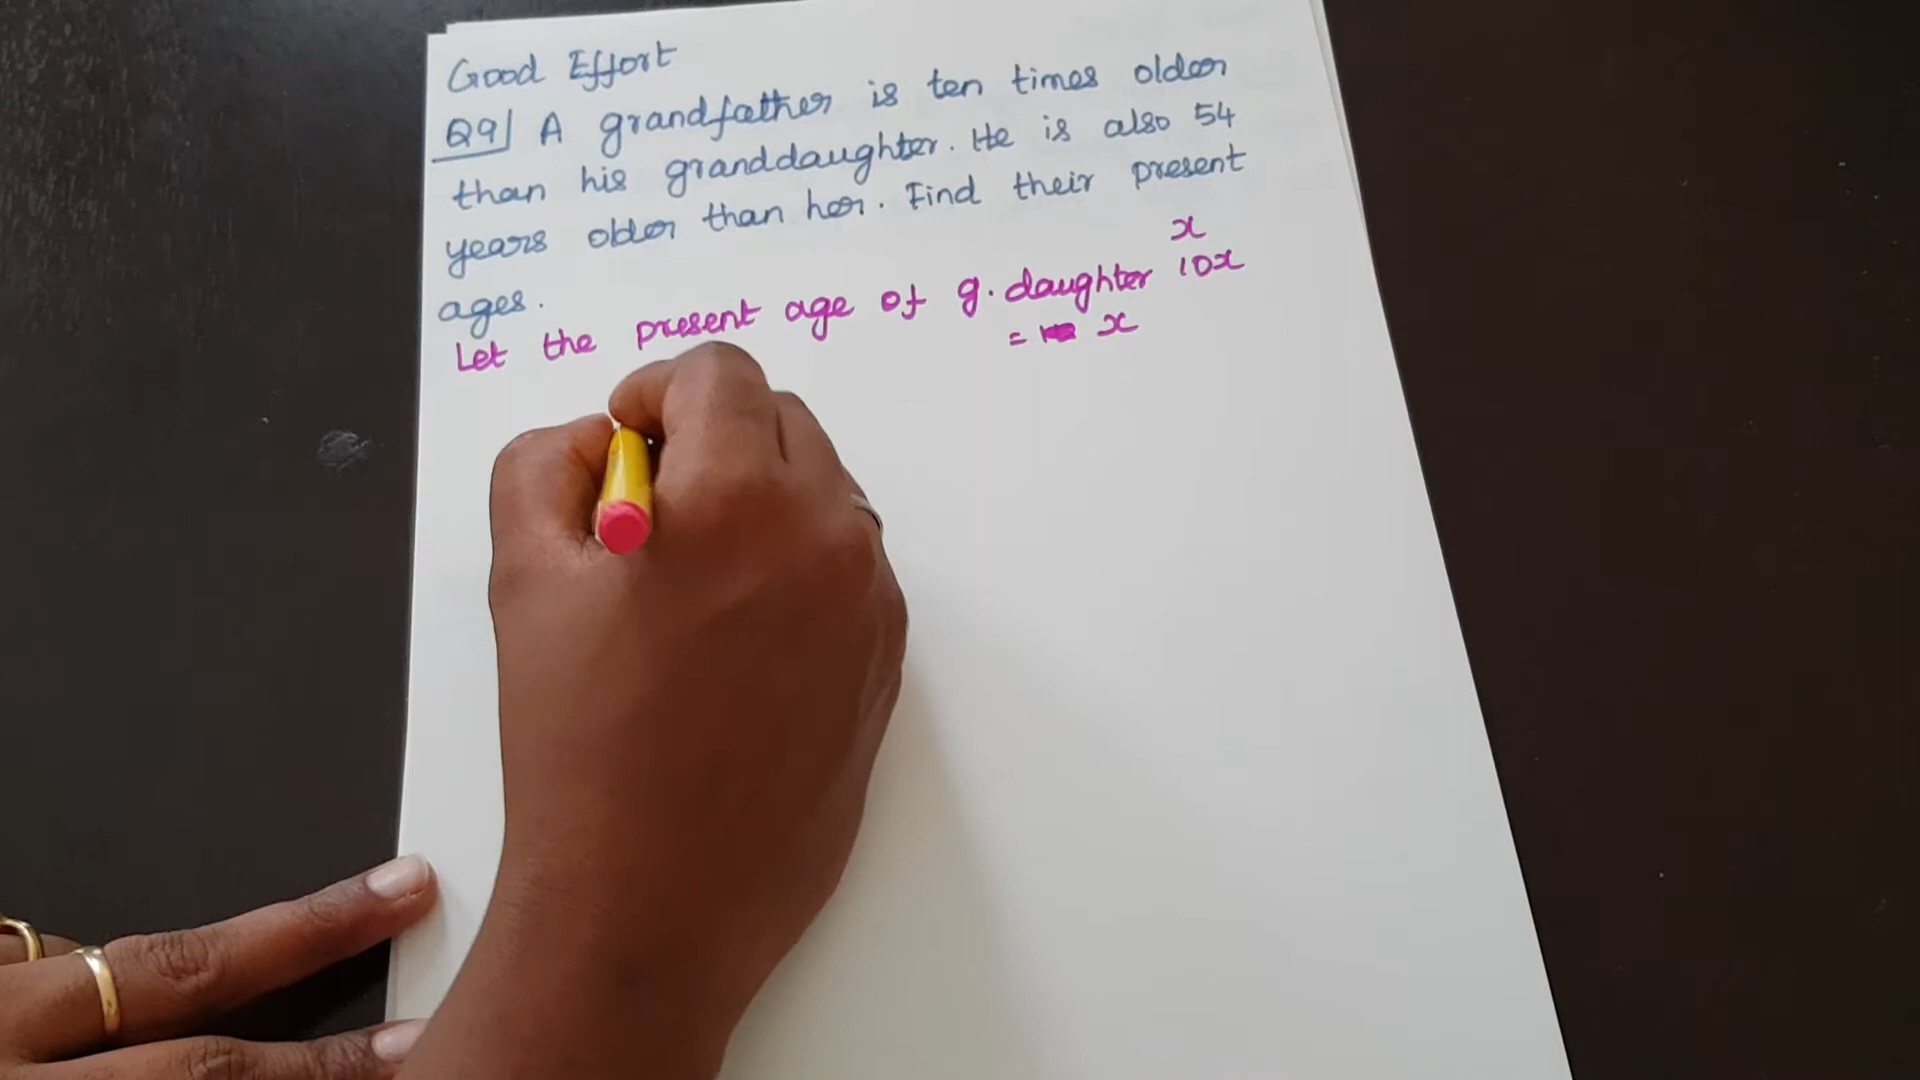 Good Effort
Q9) A grandfather is ten times older
than his granddaughter. He is also 54
years older than her. Find their present
ages.
x
Let the present age of g. daughter 10x
= x